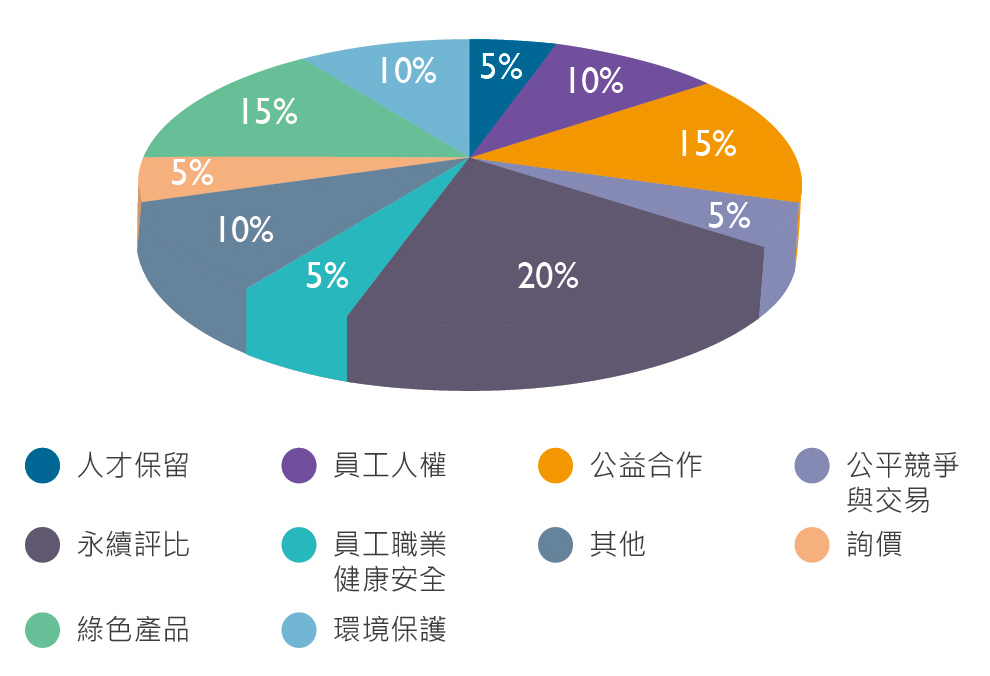 5%
10%
10%
15%
15%
5%
5%
10%
5%
20%
人才保留
員工人權
公益合作
公平競爭
與交易
永續評比
員工職業
健康安全
其他
詢價
綠色產品
環境保護